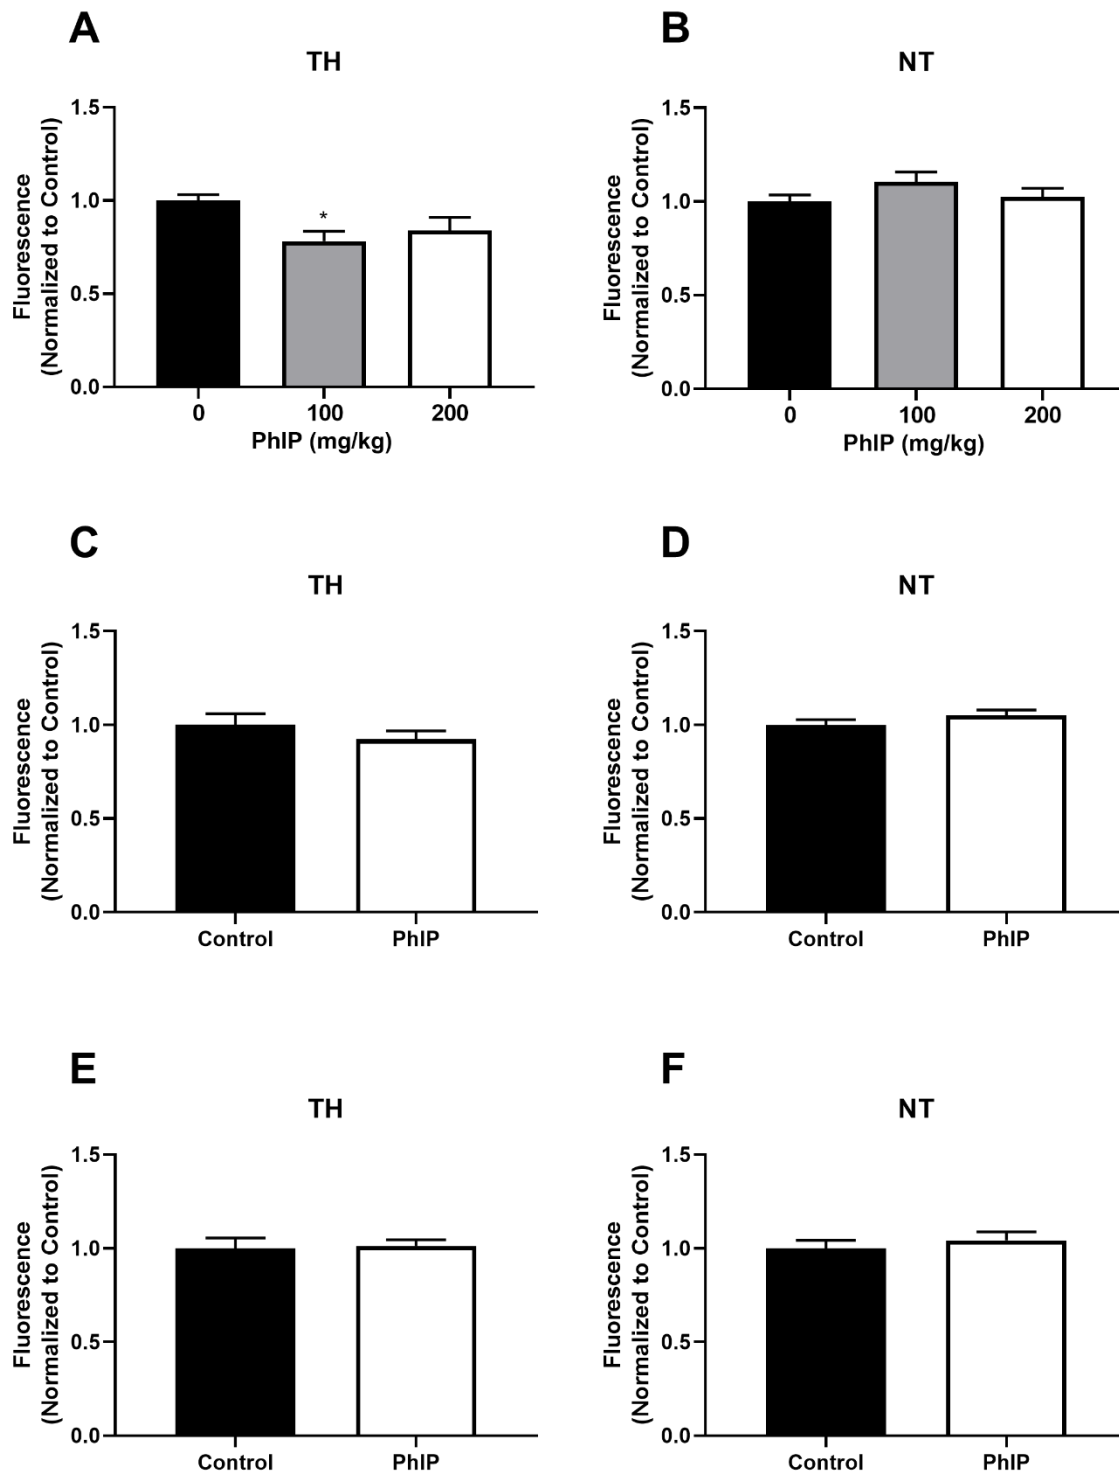 A
TH
Fluorescence
(Normalized to Control)
1.5
1.0
0.5
0.0
*
0 100 200
PhIP (mg/kg)
B
NT
Fluorescence
(Normalized to Control)
1.5
1.0
0.5
0.0
0 100 200
PhIP (mg/kg)
C
TH
Fluorescence
(Normalized to Control)
1.5
1.0
0.5
0.0
Control PhIP
D
NT
Fluorescence
(Normalized to Control)
1.5
1.0
0.5
0.0
Control PhIP
E
TH
Fluorescence
(Normalized to Control)
1.5
1.0
0.5
0.0
Control PhIP
F
NT
Fluorescence
(Normalized to Control)
1.5
1.0
0.5
0.0
Control PhIP